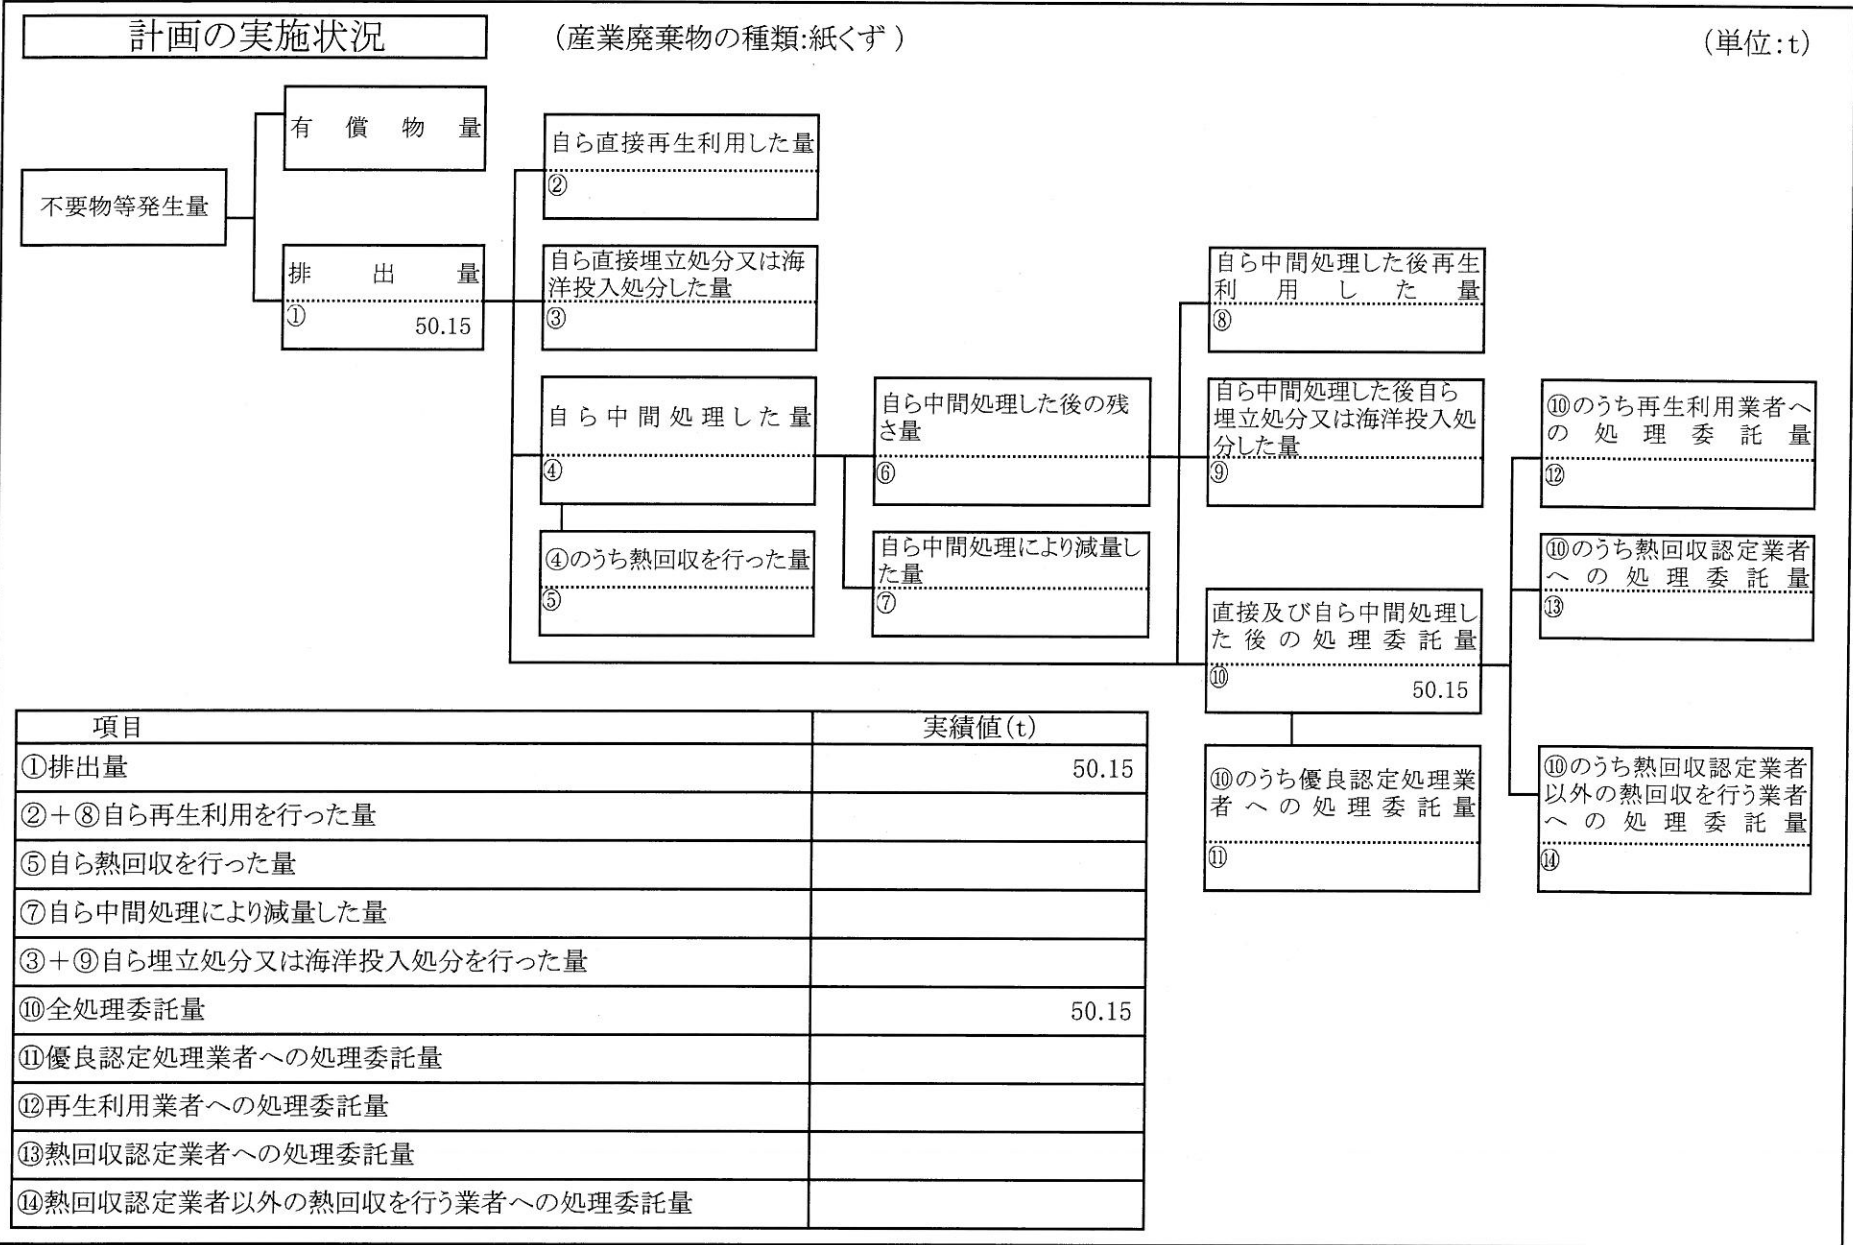 計画の実施状況
（産業廃棄物の種類:紙くず ）
（単位:t）
有償物量
不要物等発生量
排出量
① 50.15
自ら直接再生利用した量
②
自ら直接埋立処分又は海
洋投入処分した量
③
自ら中間処理した量
④
④のうち熱回収を行った量
⑤
自ら中間処理した後の残
さ量
⑥
自ら中間処理により減量し
た量
⑦
自ら中間処理した後再生
利用した量
⑧
自ら中間処理した後自ら
埋立処分又は海洋投入処
分した量
⑨
直接及び自ら中間処理し
た後の処理委託量
⑩ 50.15
⑩のうち優良認定処理業
者への処理委託量
⑪
⑩のうち再生利用業者へ
の処理委託量
⑫
⑩のうち熱回収認定業者
への処理委託量
⑬
⑩のうち熱回収認定業者
以外の熱回収を行う業者
への処理委託量
⑭
項目 実績値(t)
①排出量 50.15
②＋⑧自ら再生利用を行った量
⑤自ら熱回収を行った量
⑦自ら中間処理により減量した量
③＋⑨自ら埋立処分又は海洋投入処分を行った量
⑩全処理委託量 50.15
⑪優良認定処理業者への処理委託量
⑫再生利用業者への処理委託量
⑬熱回収認定業者への処理委託量
⑭熱回収認定業者以外の熱回収を行う業者への処理委託量